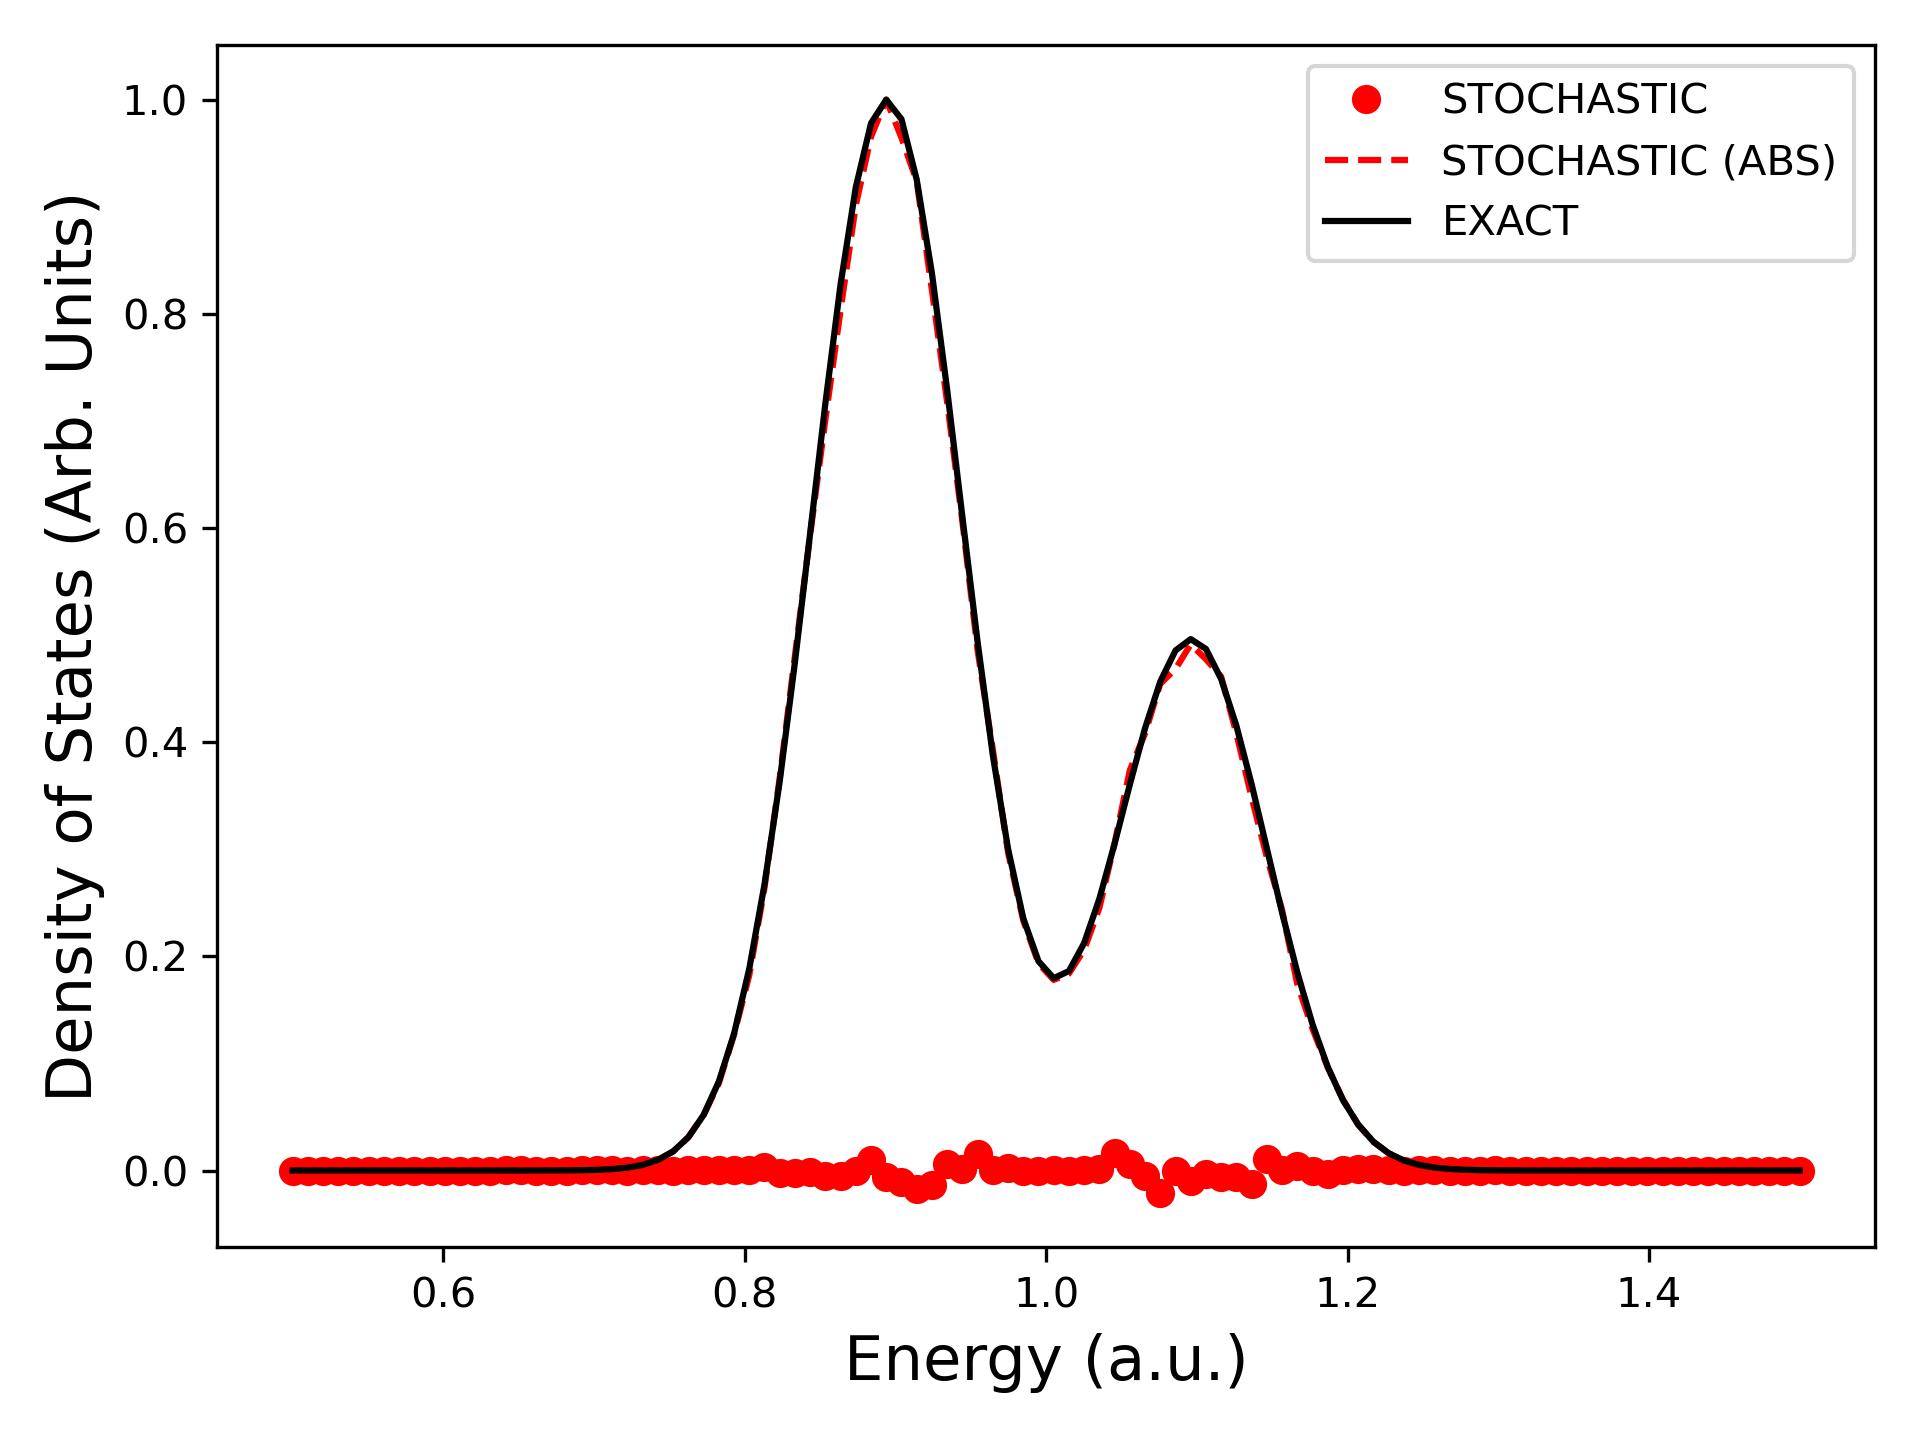 STOCHASTIC
STOCHASTIC (ABS)
EXACT
Density of States (Arb. Units)
1.0
0.8
0.6
0.4
0.2
0.0
0.6 0.8 1.0 1.2 1.4
Energy (a.u.)